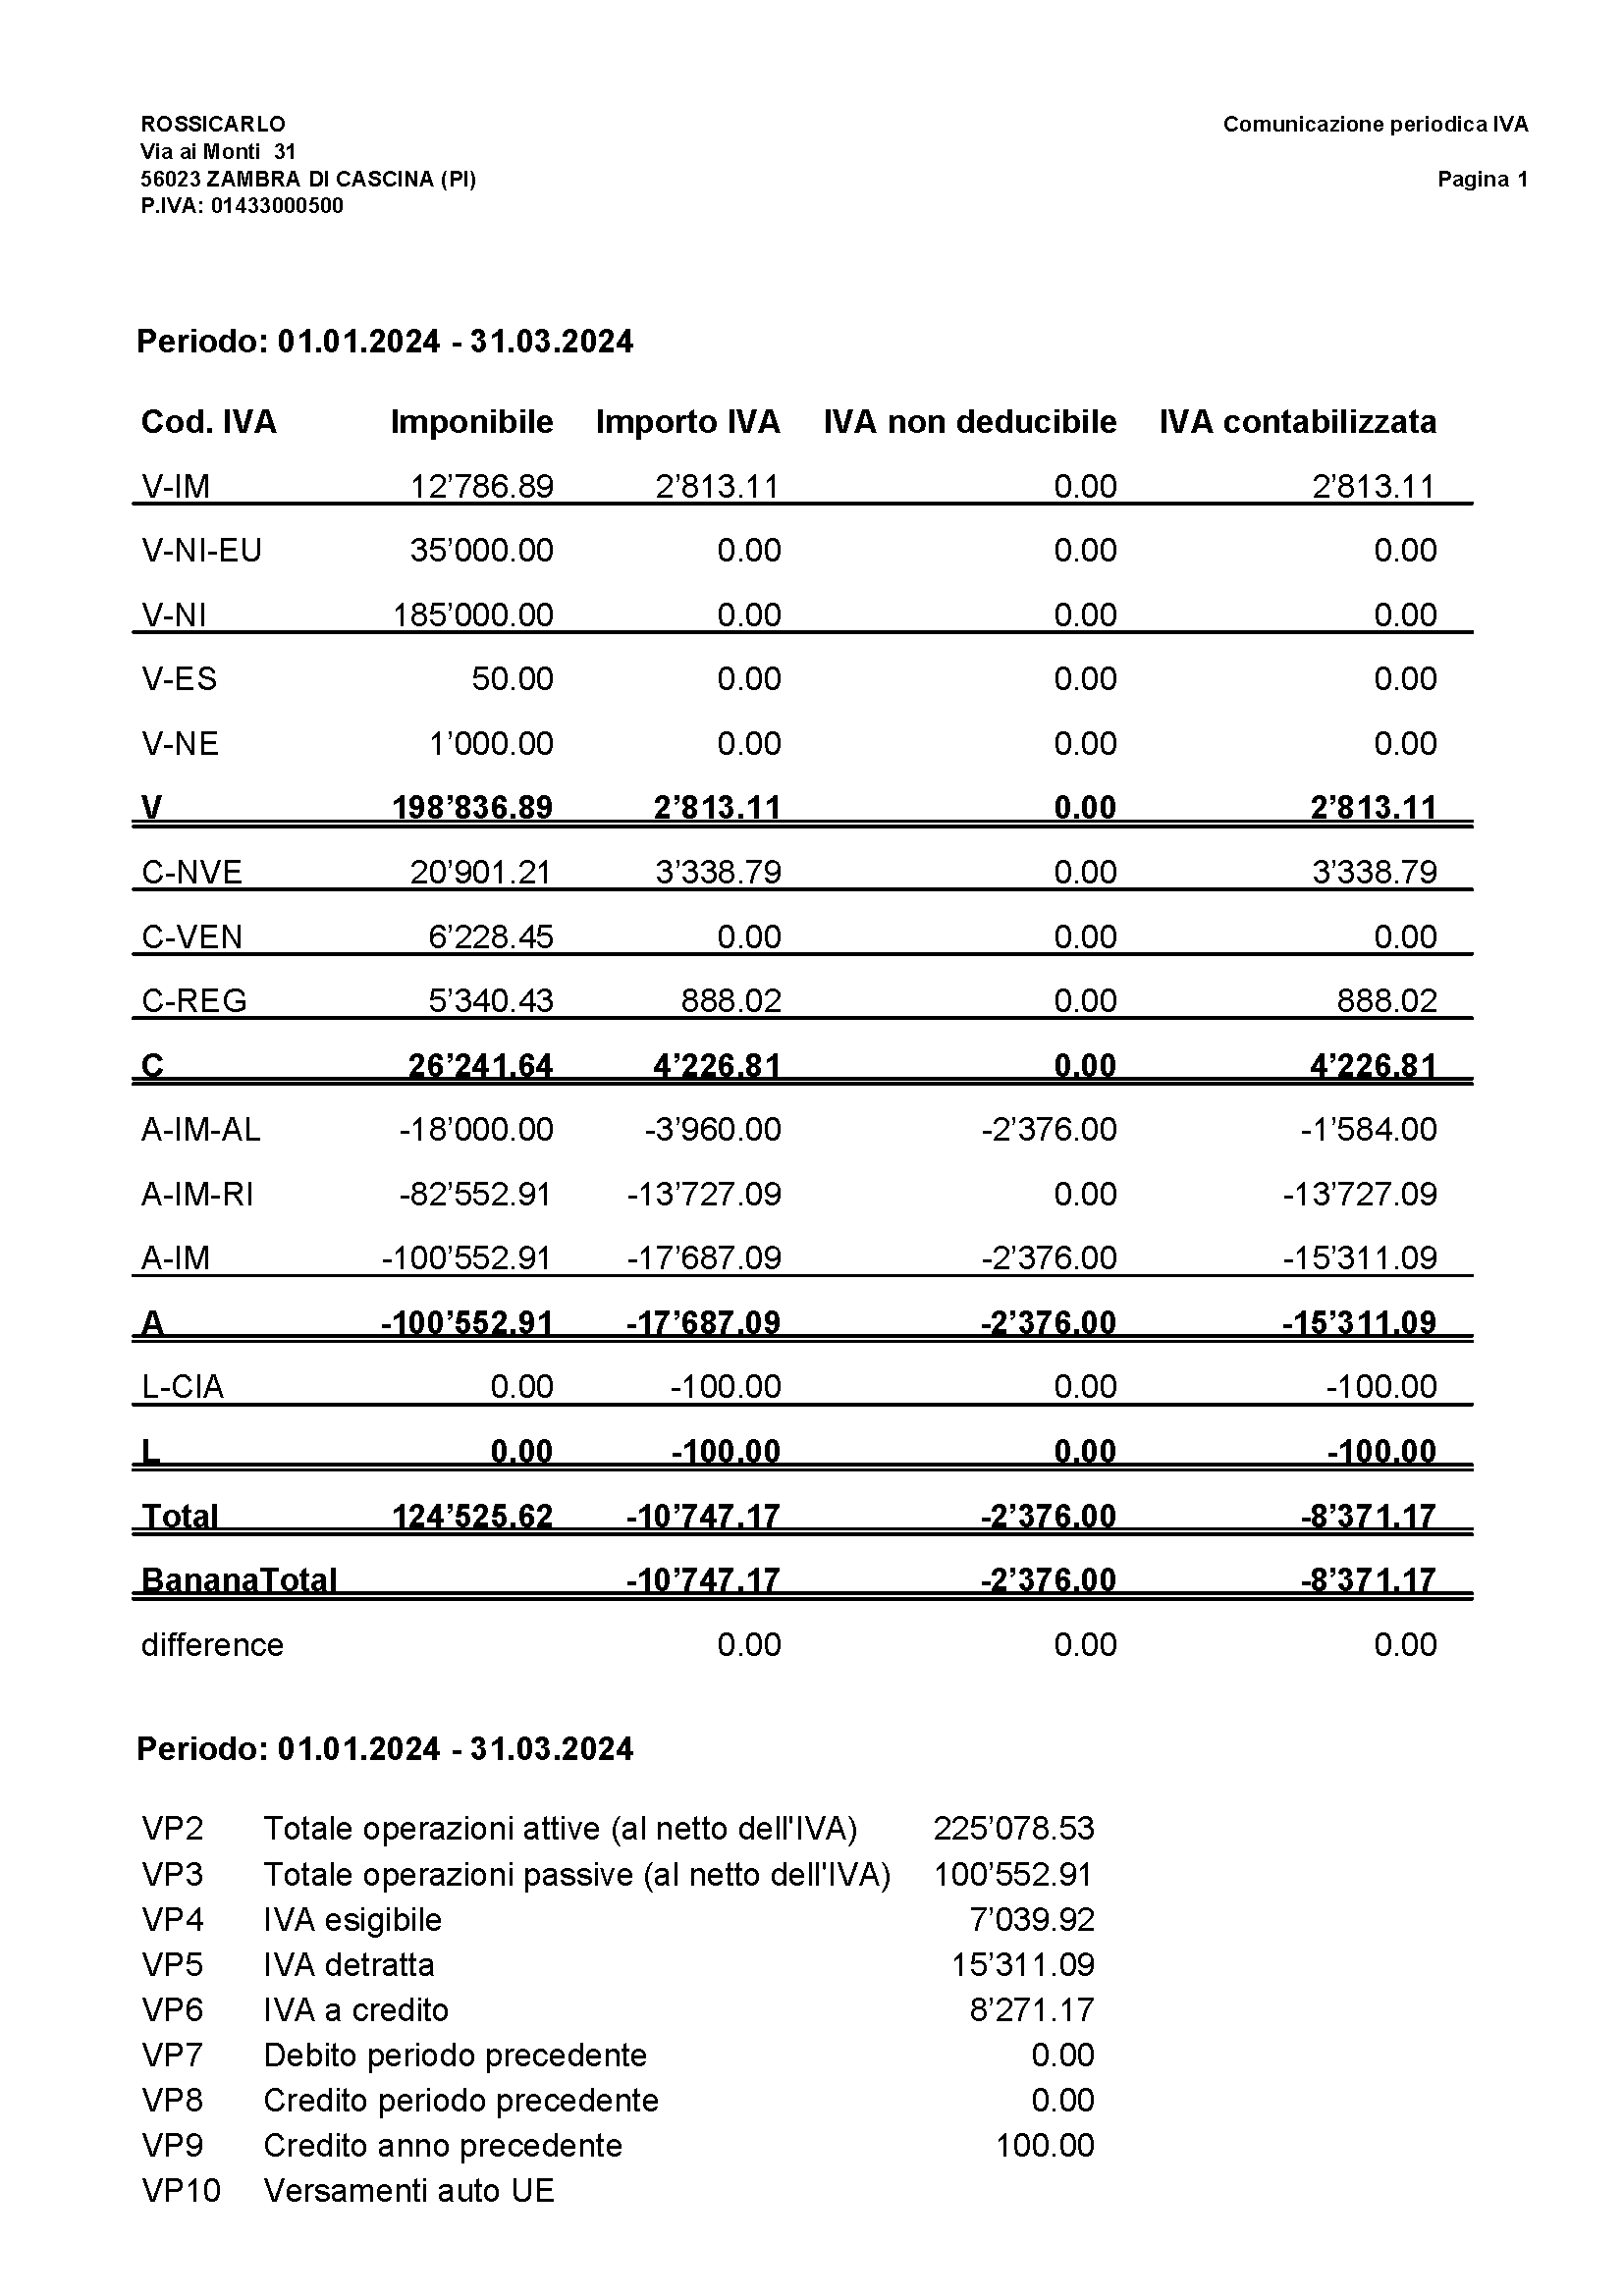 ROSSICARLO
Via ai Monti 31
56023 ZAMBRA DI CASCINA (PI)
P.IVA: 01433000500
Comunicazione periodica IVA
Pagina 1
Periodo: 01.01.2024 - 31.03.2024
Cod. IVA Imponibile Importo IVA IVA non deducibile IVA contabilizzata
V-IM 12’786.89 2’813.11 0.00 2’813.11
V-NI-EU 35’000.00 0.00 0.00 0.00
V-NI 185’000.00 0.00 0.00 0.00
V-ES 50.00 0.00 0.00 0.00
V-NE 1’000.00 0.00 0.00 0.00
V 198’836.89 2’813.11 0.00 2’813.11
C-NVE 20’901.21 3’338.79 0.00 3’338.79
C-VEN 6’228.45 0.00 0.00 0.00
C-REG 5’340.43 888.02 0.00 888.02
C 26’241.64 4’226.81 0.00 4’226.81
A-IM-AL -18’000.00 -3’960.00 -2’376.00 -1’584.00
A-IM-RI -82’552.91 -13’727.09 0.00 -13’727.09
A-IM -100’552.91 -17’687.09 -2’376.00 -15’311.09
A -100’552.91 -17’687.09 -2’376.00 -15’311.09
L-CIA 0.00 -100.00 0.00 -100.00
L 0.00 -100.00 0.00 -100.00
Total 124’525.62 -10’747.17 -2’376.00 -8’371.17
BananaTotal -10’747.17 -2’376.00 -8’371.17
difference 0.00 0.00 0.00
Periodo: 01.01.2024 - 31.03.2024
VP2 Totale operazioni attive (al netto dell'IVA) 225’078.53
VP3 Totale operazioni passive (al netto dell'IVA) 100’552.91
VP4 IVA esigibile 7’039.92
VP5 IVA detratta 15’311.09
VP6 IVA a credito 8’271.17
VP7 Debito periodo precedente 0.00
VP8 Credito periodo precedente 0.00
VP9 Credito anno precedente 100.00
VP10 Versamenti auto UE